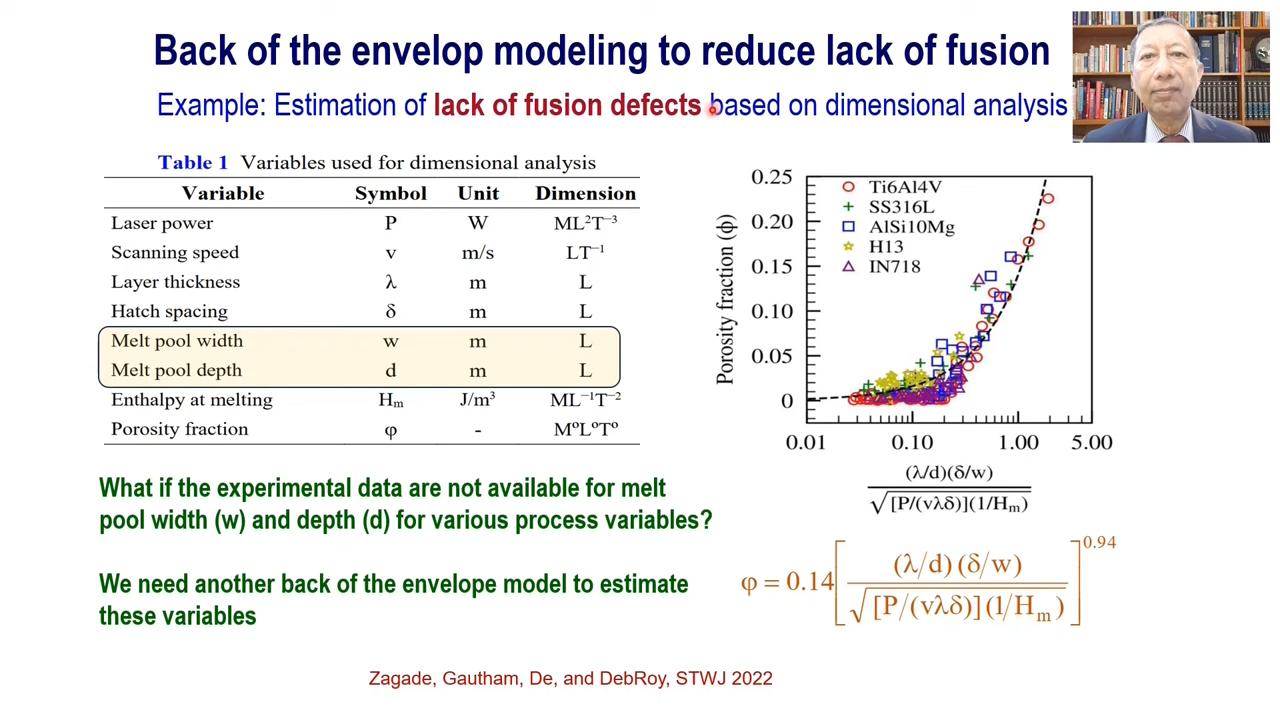 Back of the envelop modeling to reduce lack of fusion
Example: Estimation of lack of fusion defects based on dimensional analysis
Table 1 Variables used for dimensional analysis
Variable Symbol Unit Dimension
Laser power P W ML²T⁻³
Scanning speed v m/s LT⁻¹
Layer thickness λ m L
Hatch spacing δ m L
Melt pool width w m L
Melt pool depth d m L
Enthalpy at melting Hₘ J/m³ ML⁻¹T⁻²
Porosity fraction φ - MºLºTº
What if the experimental data are not available for melt
pool width (w) and depth (d) for various process variables?
We need another back of the envelope model to estimate
these variables
Porosity fraction (ϕ)
0.25
0.20
0.15
0.10
0.05
0
Ti6Al4V
SS316L
AlSi10Mg
H13
IN718
0.01 0.10 1.00 5.00
(λ/d)(δ/w)
√[P/(vλδ)](1/Hₘ)
φ = 0.14[(λ/d)(δ/w)
√[P/(vλδ)](1/Hₘ)]^0.94
Zagade, Gautham, De, and DebRoy, STWJ 2022